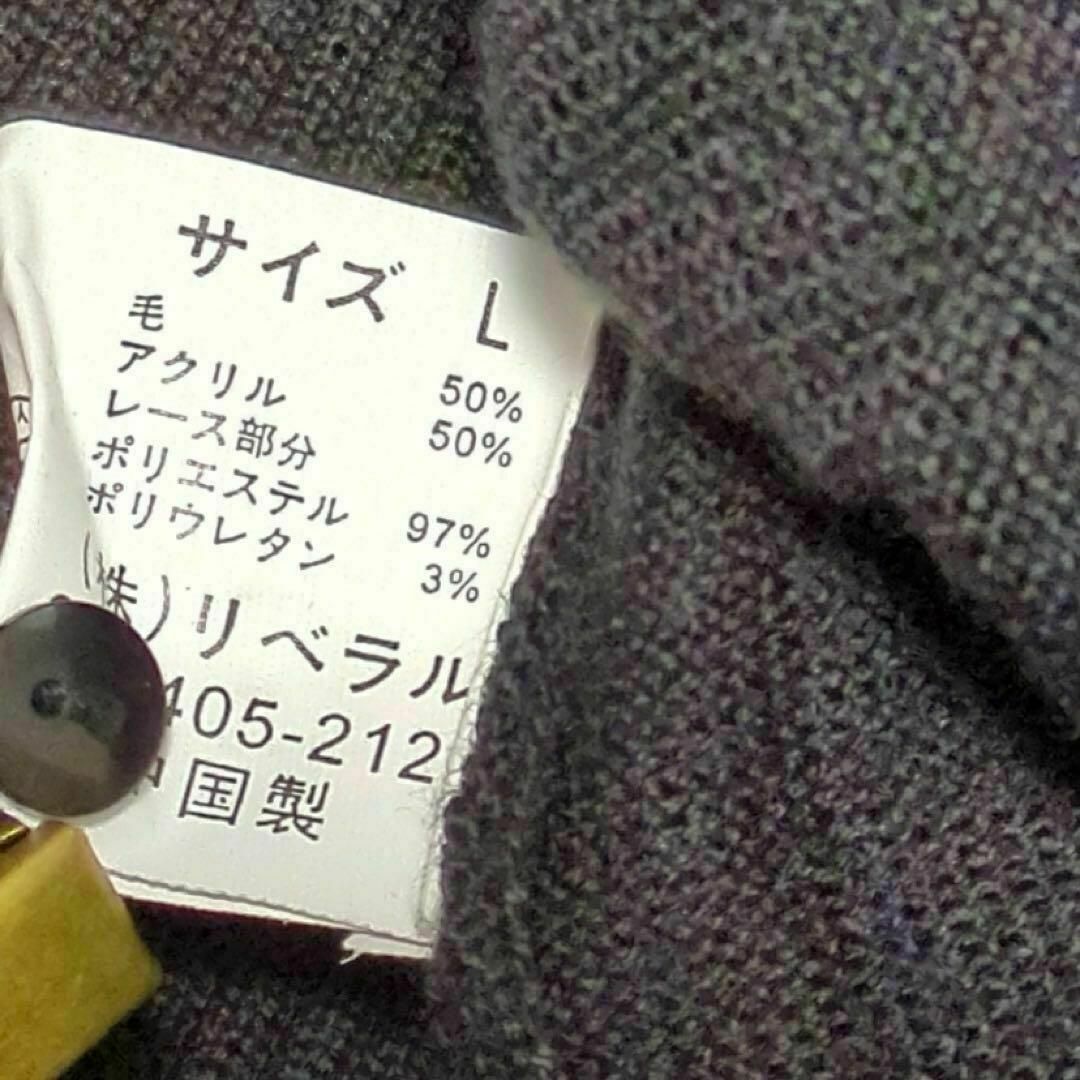 サイズ L
毛 50%
アクリル 50%
レース部分
ポリエステル 97%
ポリウレタン 3%
(株)リベラル
405-212
中国製